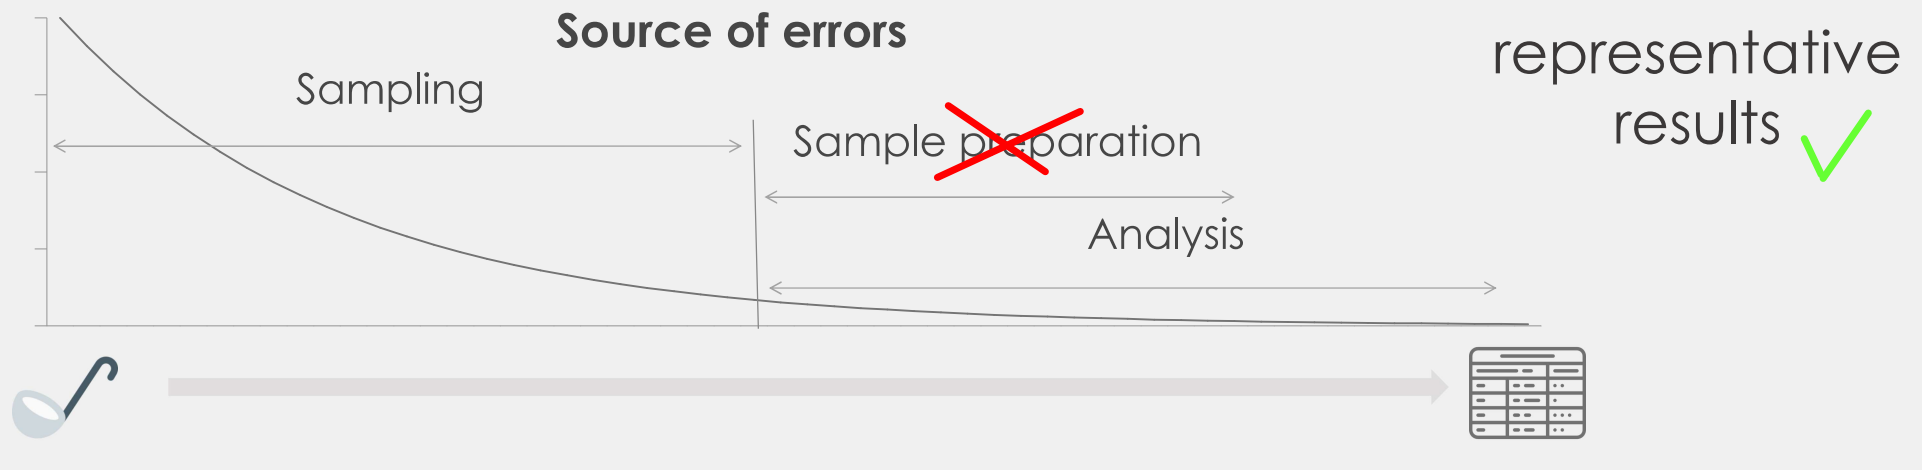 Source of errors
Sampling
Sample preparation
Analysis
representative
results